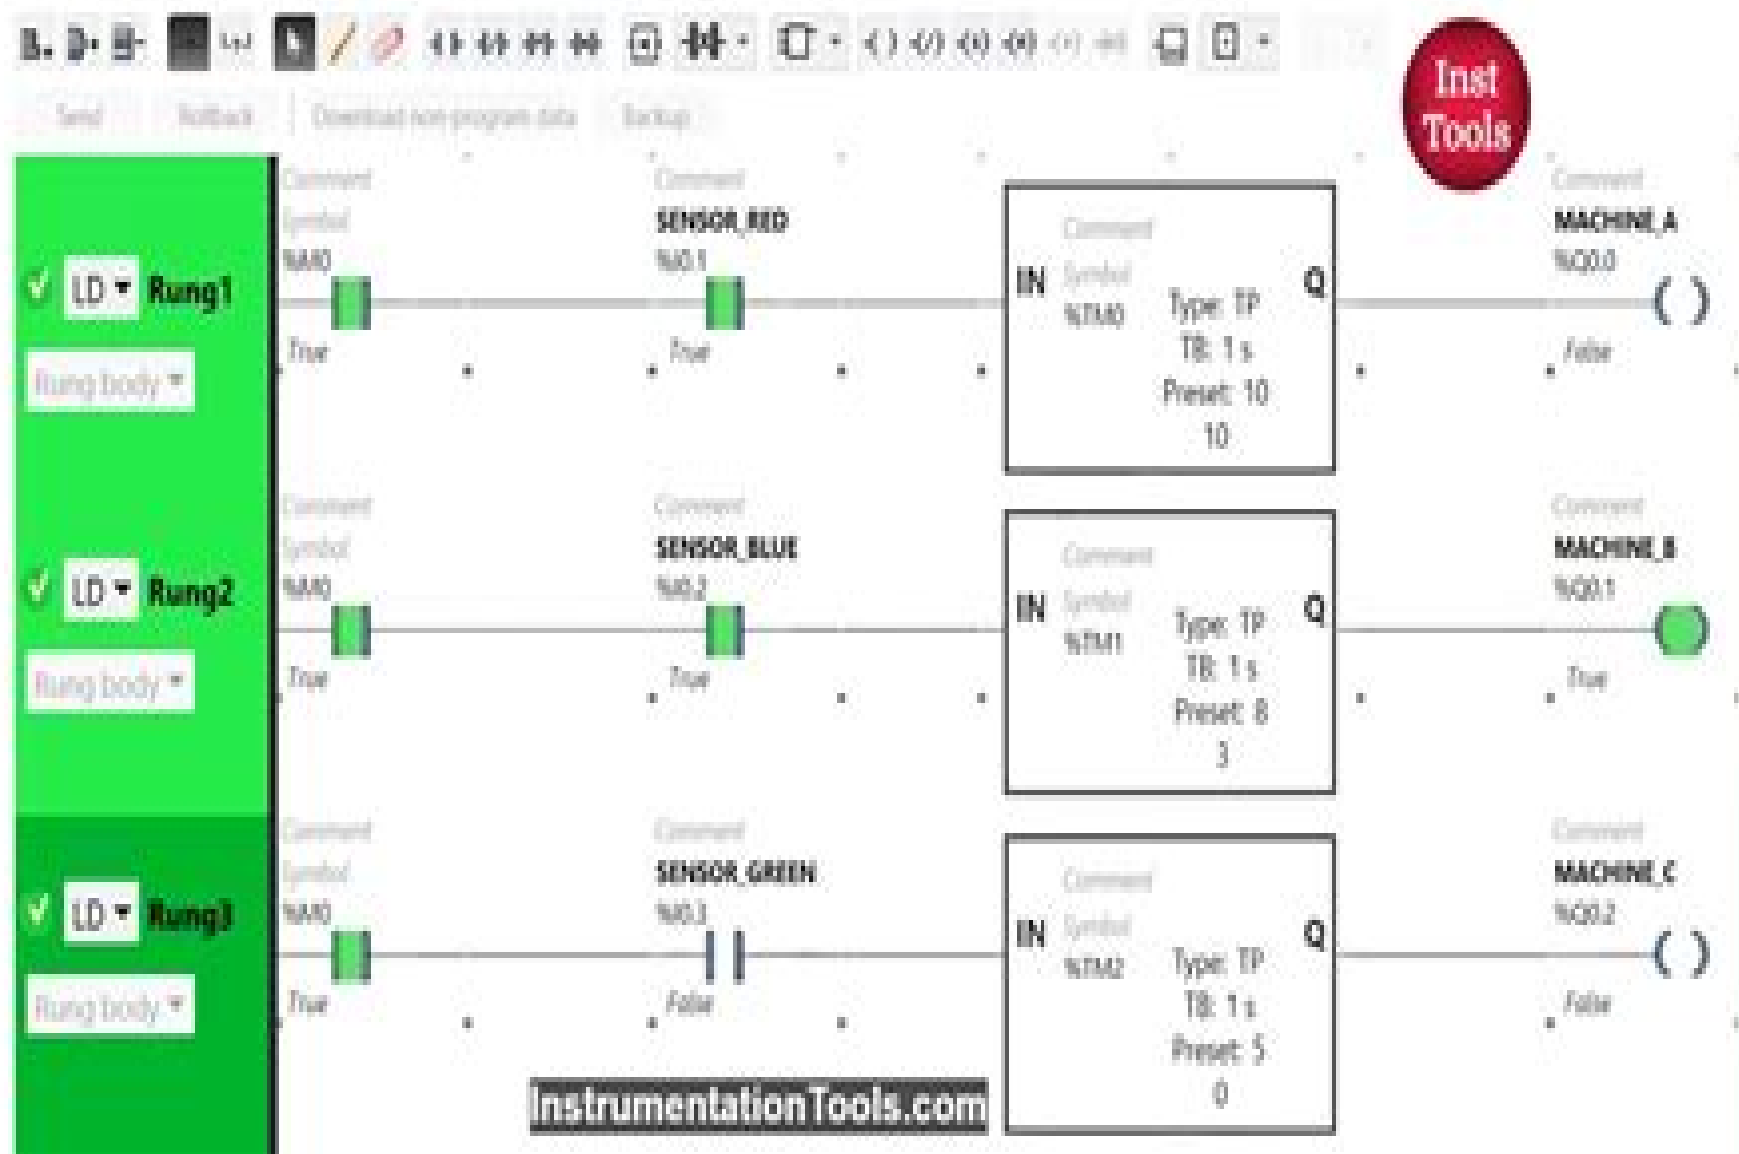 Send Rollback Download non-program data Backup
Inst
Tools
Comment Comment Comment
Symbol SENSOR_RED Comment MACHINE_A
%M0 %I0.1 Symbol %Q0.0
LD Rung1 IN %TM0 Type: TP Q
True True TB: 1 s False
Rung body Preset: 10
10
Comment Comment Comment
Symbol SENSOR_BLUE Comment MACHINE_B
%M0 %I0.2 Symbol %Q0.1
LD Rung2 IN %TM1 Type: TP Q
True True TB: 1 s True
Rung body Preset: 8
3
Comment Comment Comment
Symbol SENSOR_GREEN Comment MACHINE_C
%M0 %I0.3 Symbol %Q0.2
LD Rung3 IN %TM2 Type: TP Q
True False TB: 1 s False
Rung body Preset: 5
0
InstrumentationTools.com